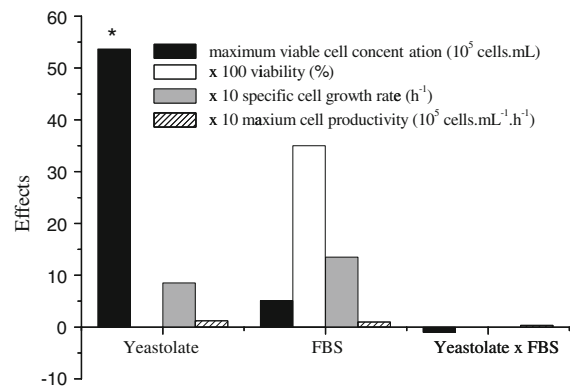 60
50
40
30
20
10
0
-10
Effects
*
maximum viable cell concent ation (10⁵ cells.mL)
x 100 viability (%)
x 10 specific cell growth rate (h⁻¹)
x 10 maxium cell productivity (10⁵ cells.mL⁻¹.h⁻¹)
Yeastolate
FBS
Yeastolate x FBS